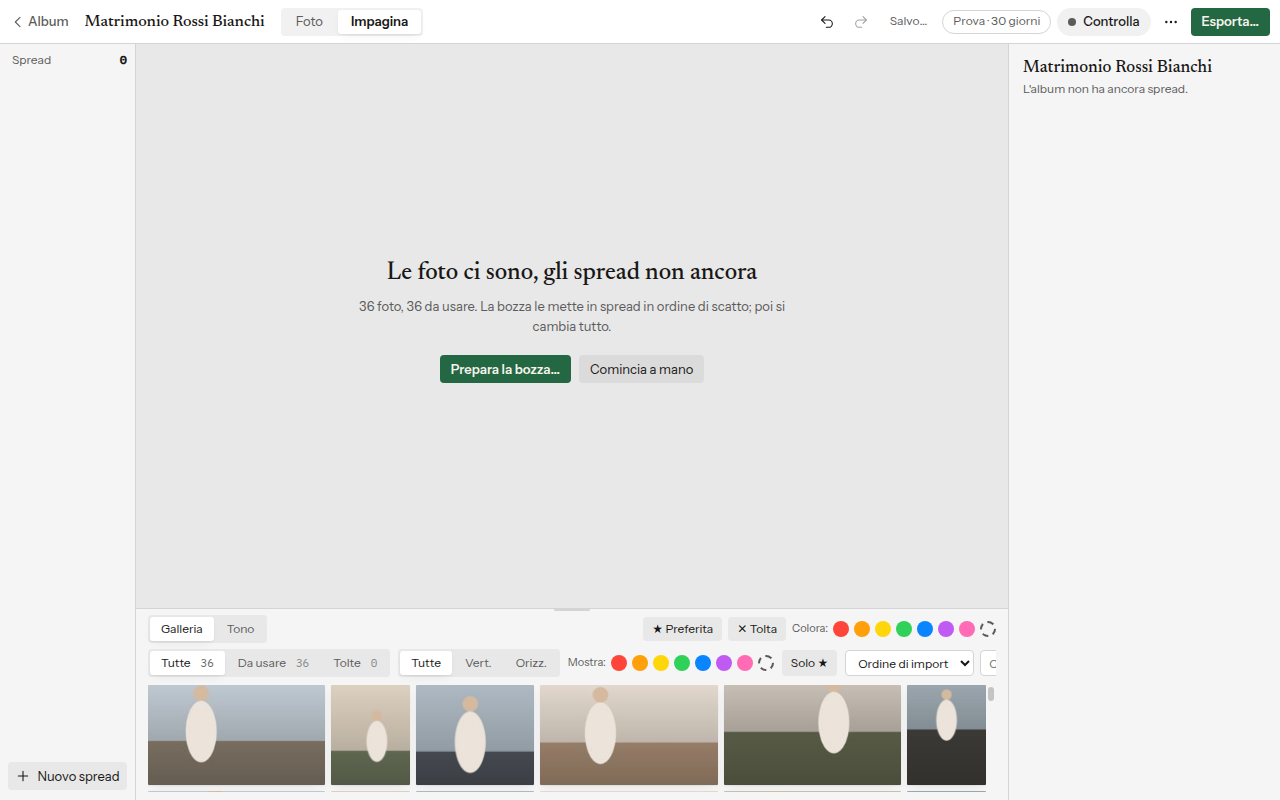 Album
Matrimonio Rossi Bianchi
Foto
Impagina
Salvo...
Prova·30 giorni
Controlla
Esporta...
Spread
0
Matrimonio Rossi Bianchi
L'album non ha ancora spread.
Le foto ci sono, gli spread non ancora
36 foto, 36 da usare. La bozza le mette in spread in ordine di scatto; poi si
cambia tutto.
Prepara la bozza...
Comincia a mano
Galleria
Tono
★ Preferita
✕ Tolta
Colora:
Tutte 36
Da usare 36
Tolte 0
Tutte
Vert.
Orizz.
Mostra:
Solo ★
Ordine di import
+ Nuovo spread